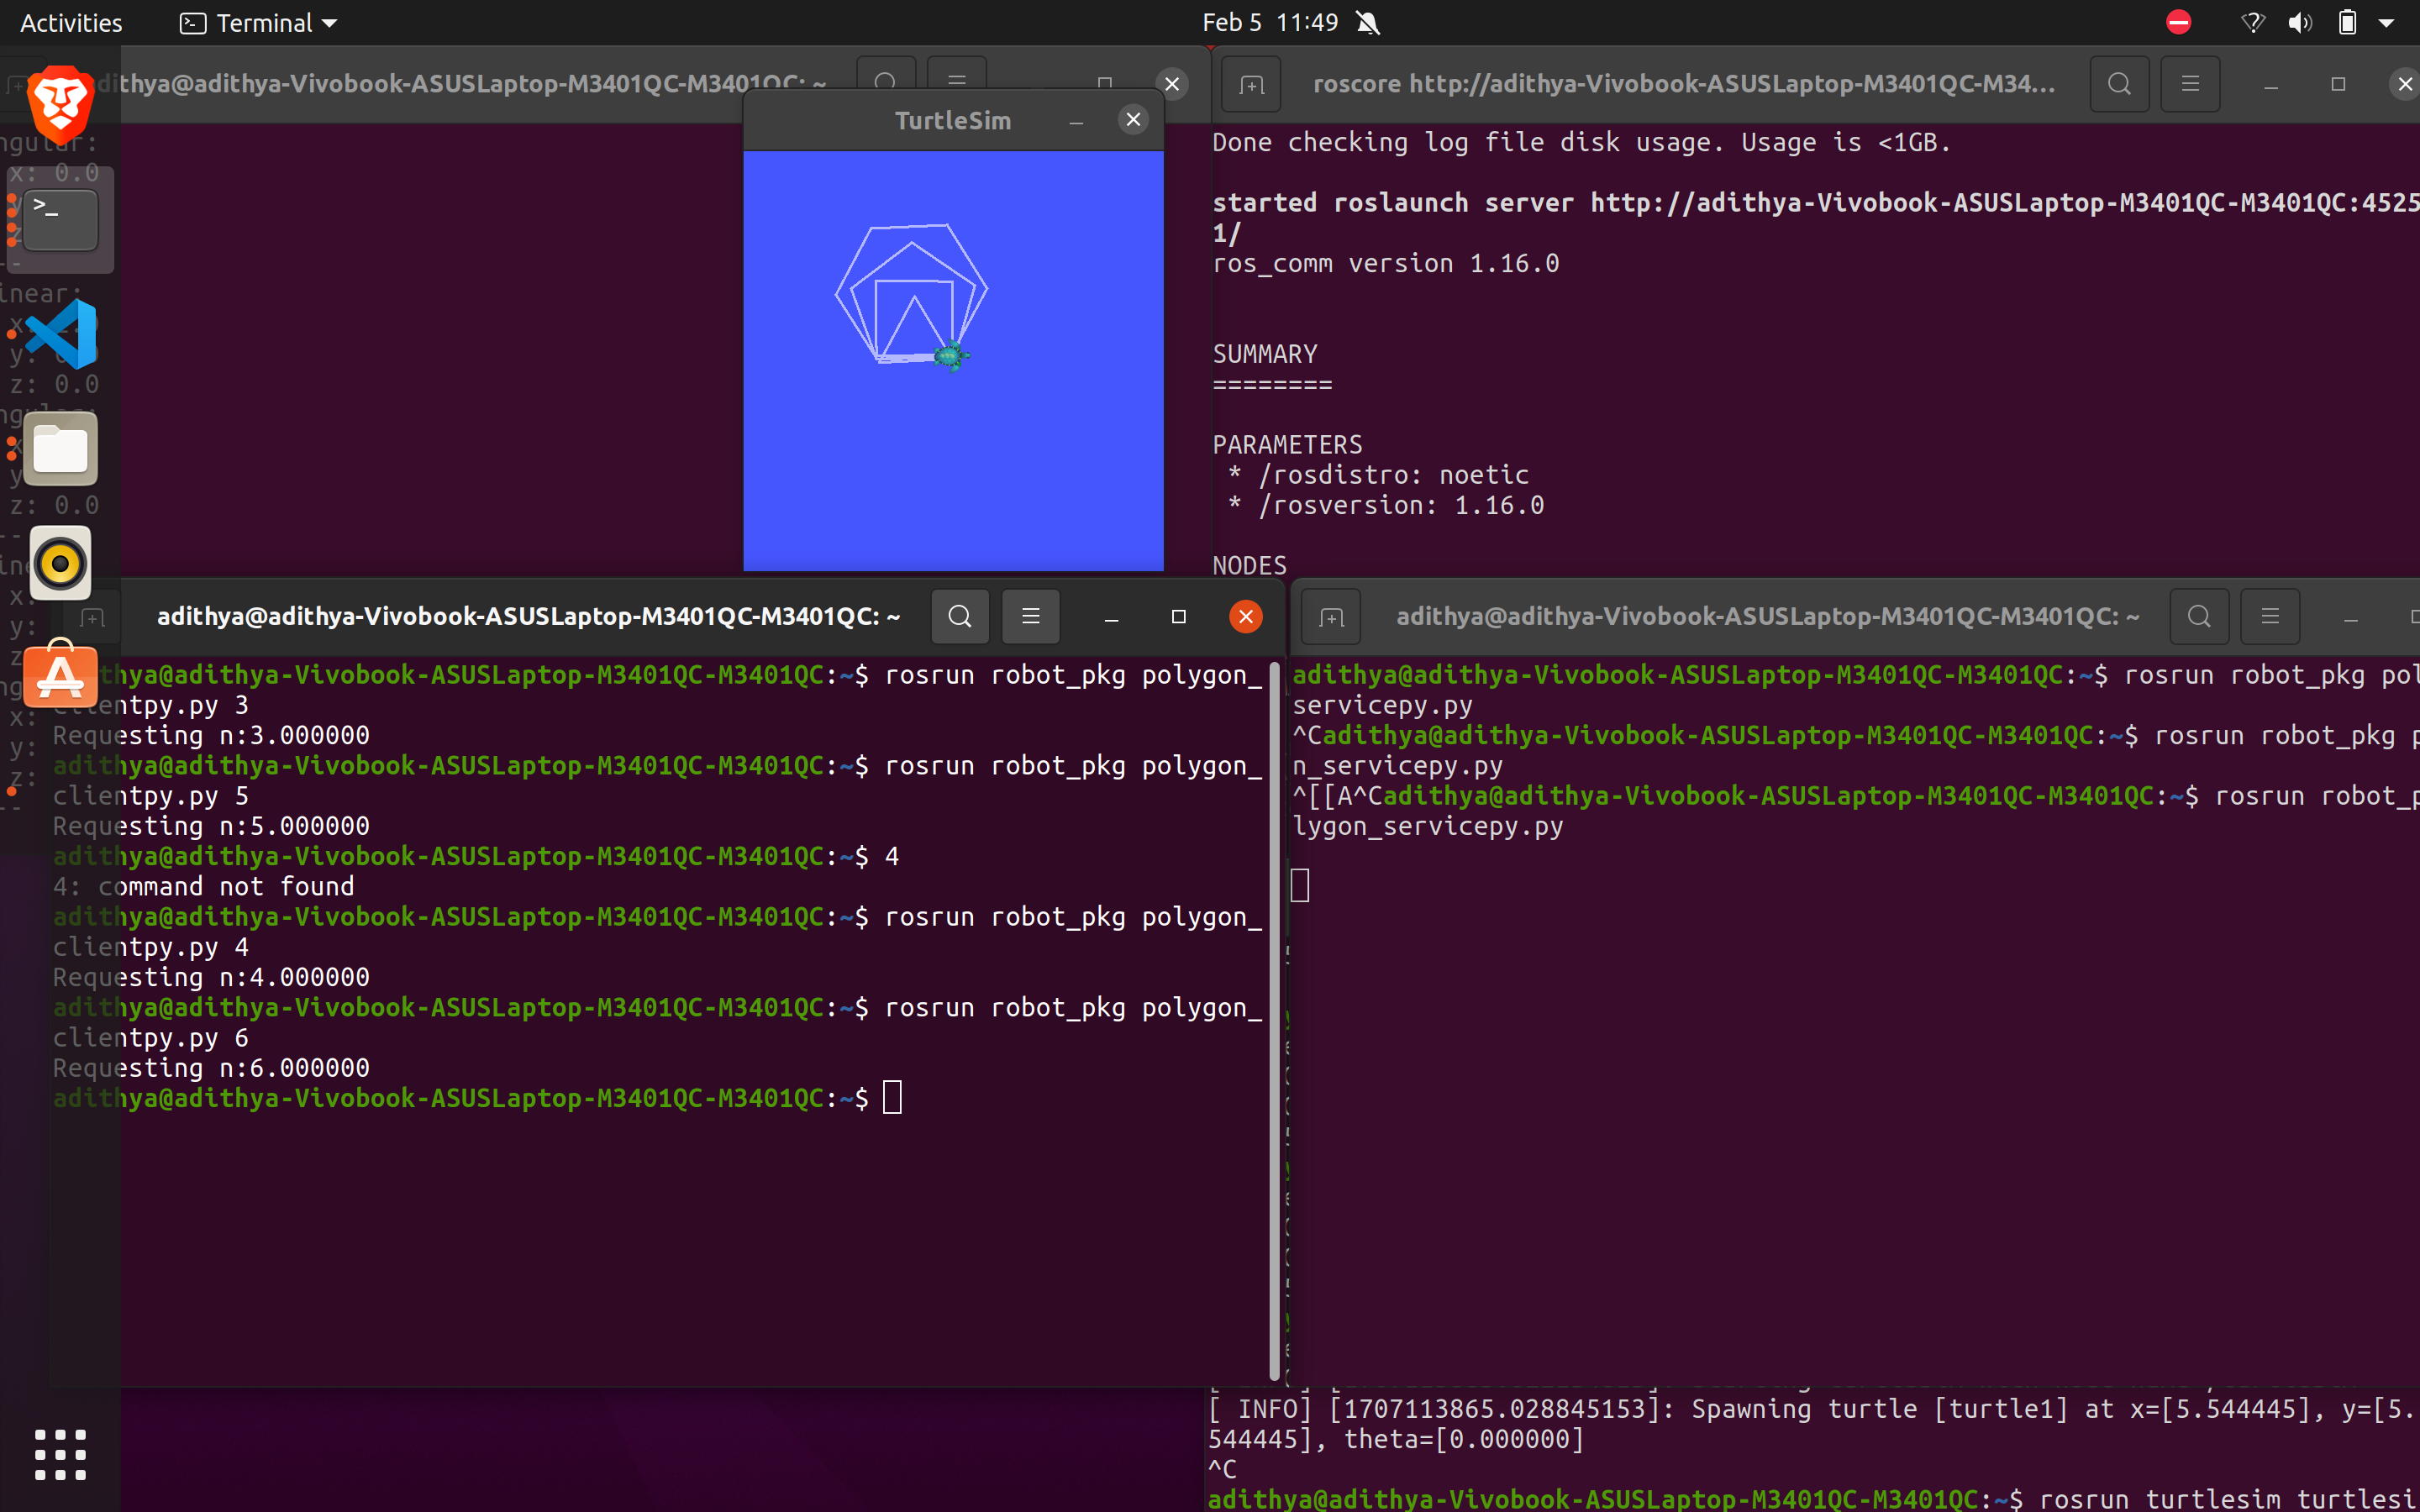 Activities
Terminal
Feb 5 11:49
dithya@adithya-Vivobook-ASUSLaptop-M3401QC-M3401QC: ~
roscore http://adithya-Vivobook-ASUSLaptop-M3401QC-M34…
TurtleSim
ngular:
x: 0.0
--
inear:
z: 0.0
z: 0.0
--
x:
y:
x:
y:
z:
--
Done checking log file disk usage. Usage is <1GB.
started roslaunch server http://adithya-Vivobook-ASUSLaptop-M3401QC-M3401QC:4525
1/
ros_comm version 1.16.0
SUMMARY
========
PARAMETERS
* /rosdistro: noetic
* /rosversion: 1.16.0
NODES
adithya@adithya-Vivobook-ASUSLaptop-M3401QC-M3401QC: ~
thya@adithya-Vivobook-ASUSLaptop-M3401QC-M3401QC:~$ rosrun robot_pkg polygon_
clientpy.py 3
Requesting n:3.000000
adithya@adithya-Vivobook-ASUSLaptop-M3401QC-M3401QC:~$ rosrun robot_pkg polygon_
clientpy.py 5
Requesting n:5.000000
adithya@adithya-Vivobook-ASUSLaptop-M3401QC-M3401QC:~$ 4
4: command not found
adithya@adithya-Vivobook-ASUSLaptop-M3401QC-M3401QC:~$ rosrun robot_pkg polygon_
clientpy.py 4
Requesting n:4.000000
adithya@adithya-Vivobook-ASUSLaptop-M3401QC-M3401QC:~$ rosrun robot_pkg polygon_
clientpy.py 6
Requesting n:6.000000
adithya@adithya-Vivobook-ASUSLaptop-M3401QC-M3401QC:~$
adithya@adithya-Vivobook-ASUSLaptop-M3401QC-M3401QC: ~
adithya@adithya-Vivobook-ASUSLaptop-M3401QC-M3401QC:~$ rosrun robot_pkg pol
servicepy.py
^Cadithya@adithya-Vivobook-ASUSLaptop-M3401QC-M3401QC:~$ rosrun robot_pkg p
n_servicepy.py
^[[A^Cadithya@adithya-Vivobook-ASUSLaptop-M3401QC-M3401QC:~$ rosrun robot_p
lygon_servicepy.py
[ INFO] [1707113865.028845153]: Spawning turtle [turtle1] at x=[5.544445], y=[5.
544445], theta=[0.000000]
^C
adithya@adithya-Vivobook-ASUSLaptop-M3401QC-M3401QC:~$ rosrun turtlesim turtlesi